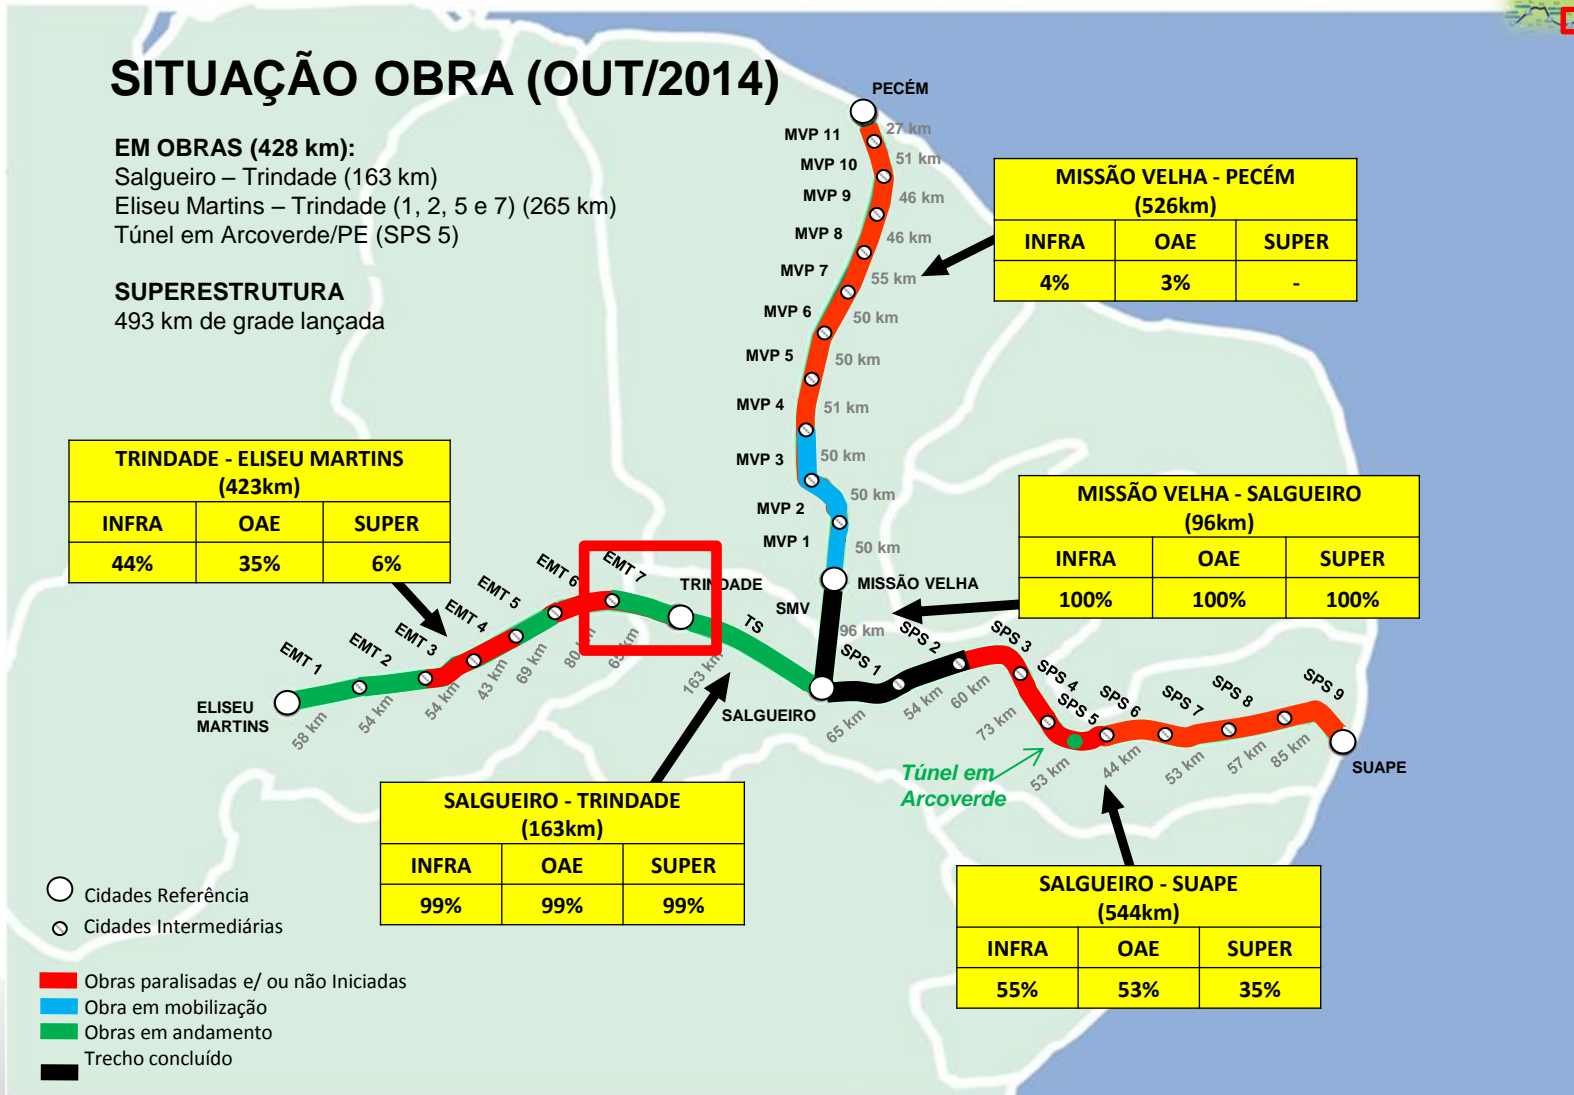 SITUAÇÃO OBRA (OUT/2014)
EM OBRAS (428 km):
Salgueiro – Trindade (163 km)
Eliseu Martins – Trindade (1, 2, 5 e 7) (265 km)
Túnel em Arcoverde/PE (SPS 5)
SUPERESTRUTURA
493 km de grade lançada
PECÉM
MVP 11
27 km
MVP 10
51 km
MVP 9
46 km
MVP 8
46 km
MVP 7
55 km
MVP 6
50 km
MVP 5
50 km
MVP 4
51 km
MVP 3
50 km
MVP 2
50 km
MVP 1
50 km
MISSÃO VELHA - PECÉM
(526km)
INFRA OAE SUPER
4% 3% -
TRINDADE - ELISEU MARTINS
(423km)
INFRA OAE SUPER
44% 35% 6%
MISSÃO VELHA - SALGUEIRO
(96km)
INFRA OAE SUPER
100% 100% 100%
MISSÃO VELHA
SMV
96 km
ELISEU
MARTINS
EMT 1
58 km
EMT 2
54 km
EMT 3
54 km
EMT 4
43 km
EMT 5
69 km
EMT 6
80 km
EMT 7
65 km
TRINDADE
TS
163 km
SALGUEIRO
SPS 1
65 km
SPS 2
54 km
SPS 3
60 km
SPS 4
73 km
SPS 5
53 km
SPS 6
44 km
SPS 7
53 km
SPS 8
57 km
SPS 9
85 km
SUAPE
Túnel em
Arcoverde
SALGUEIRO - TRINDADE
(163km)
INFRA OAE SUPER
99% 99% 99%
SALGUEIRO - SUAPE
(544km)
INFRA OAE SUPER
55% 53% 35%
Cidades Referência
Cidades Intermediárias
Obras paralisadas e/ ou não Iniciadas
Obra em mobilização
Obras em andamento
Trecho concluído